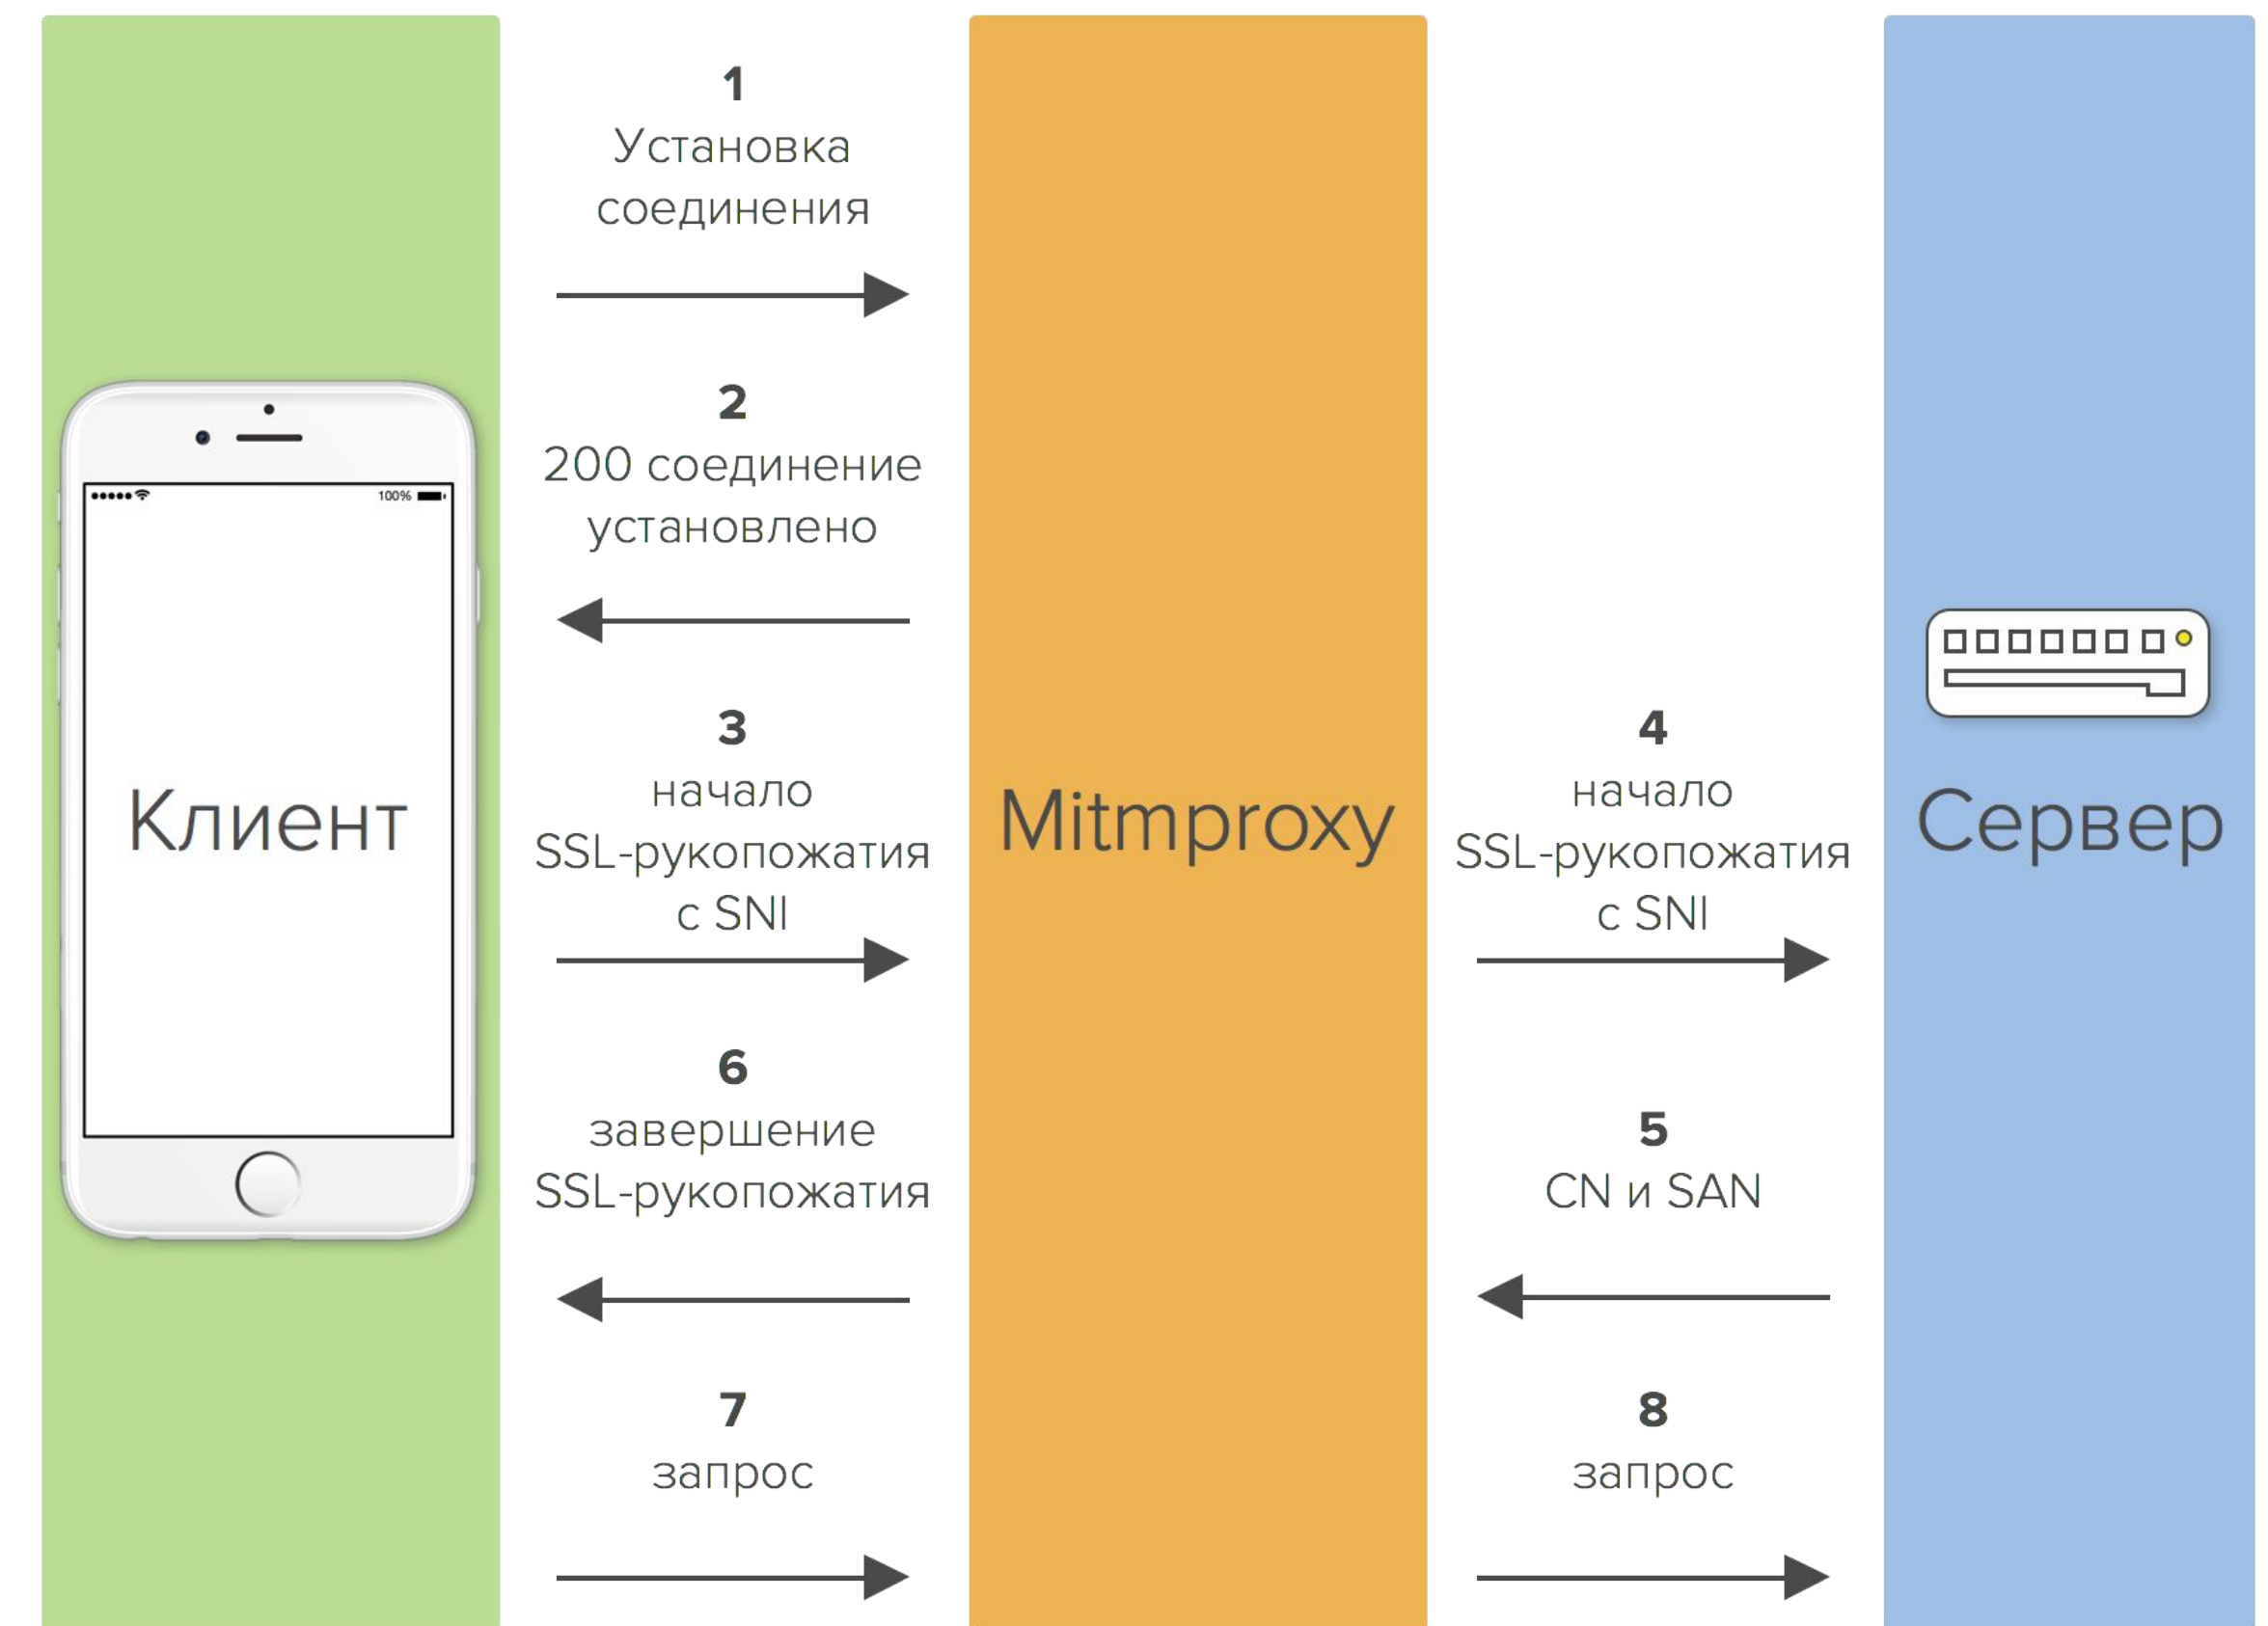 1
Установка
соединения
2
200 соединение
установлено
100%
Клиент
3
начало
SSL-рукопожатия
с SNI
Mitmproxy
4
начало
SSL-рукопожатия
с SNI
Сервер
6
завершение
SSL-рукопожатия
5
CN и SAN
7
запрос
8
запрос